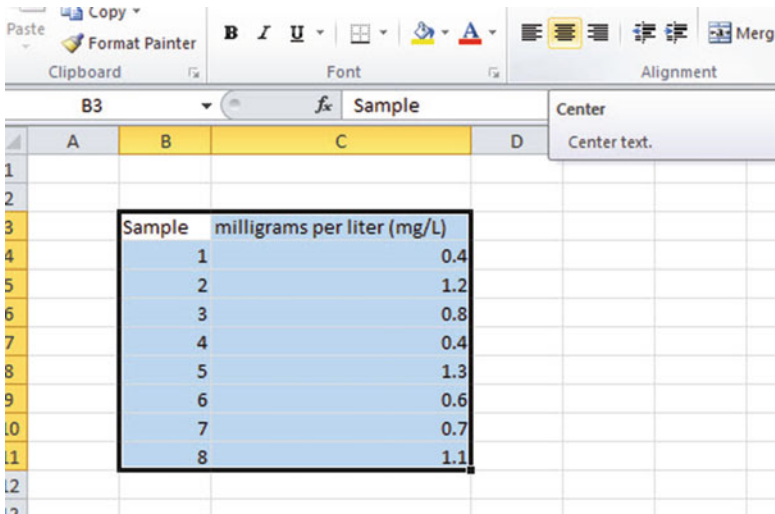 Copy
Paste
Format Painter
B I U A
Merg
Clipboard Font Alignment
B3 fx Sample
Center
Center text.
A B C D
1
2
3 Sample milligrams per liter (mg/L)
4 1 0.4
5 2 1.2
6 3 0.8
7 4 0.4
8 5 1.3
9 6 0.6
10 7 0.7
11 8 1.1
12